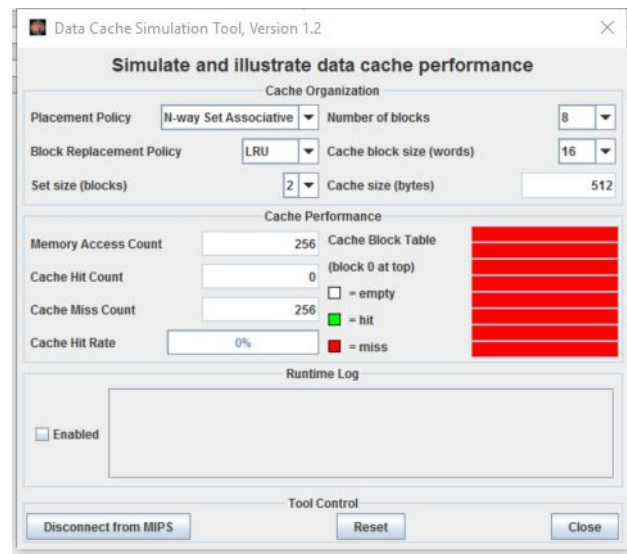 Data Cache Simulation Tool, Version 1.2
Simulate and illustrate data cache performance
Cache Organization
Placement Policy N-way Set Associative Number of blocks 8
Block Replacement Policy LRU Cache block size (words) 16
Set size (blocks) 2 Cache size (bytes) 512
Cache Performance
Memory Access Count 256 Cache Block Table
(block 0 at top)
Cache Hit Count 0
= empty
Cache Miss Count 256
= hit
Cache Hit Rate 0%
= miss
Runtime Log
Enabled
Tool Control
Disconnect from MIPS Reset Close